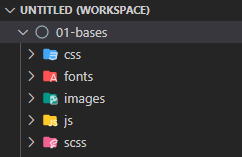 UNTITLED (WORKSPACE)
01-bases
css
fonts
images
js
scss